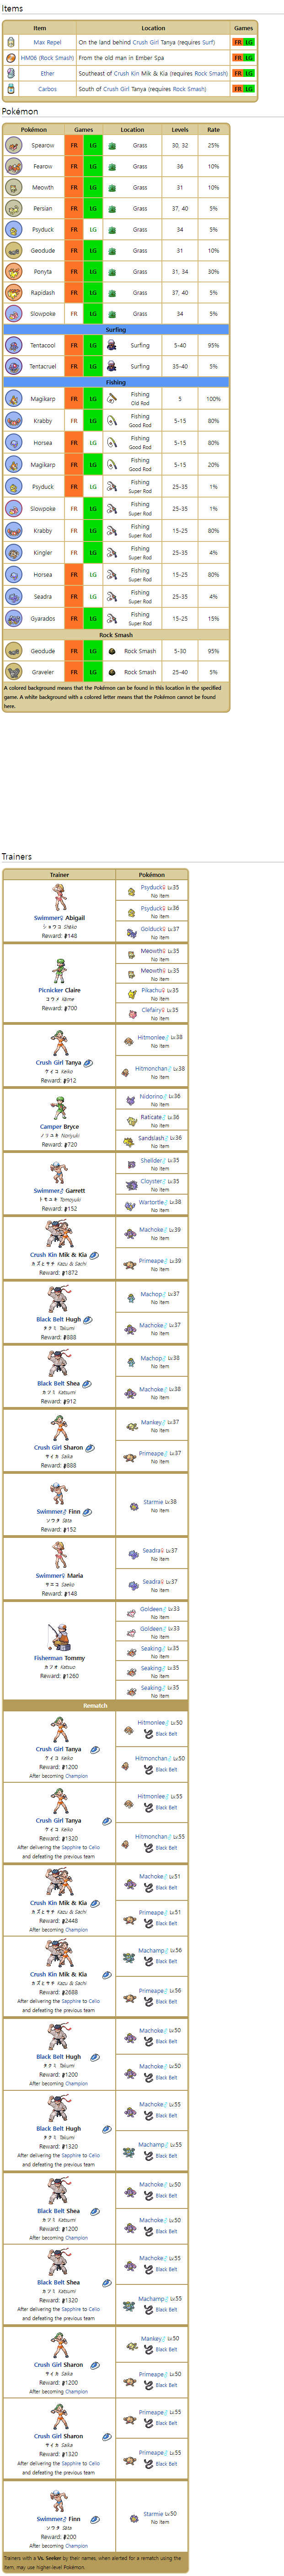 Items
Item Location Games
Max Repel On the land behind Crush Girl Tanya (requires Surf) FR LG
HM06 (Rock Smash) From the old man in Ember Spa FR LG
Ether Southeast of Crush Kin Mik & Kia (requires Rock Smash) FR LG
Carbos South of Crush Girl Tanya (requires Rock Smash) FR LG
Pokémon
Pokémon Games Location Levels Rate
Spearow FR LG Grass 30, 32 25%
Fearow FR LG Grass 36 10%
Meowth FR LG Grass 31 10%
Persian FR LG Grass 37, 40 5%
Psyduck FR LG Grass 34 5%
Geodude FR LG Grass 31 10%
Ponyta FR LG Grass 31, 34 30%
Rapidash FR LG Grass 37, 40 5%
Slowpoke FR LG Grass 34 5%
Surfing
Tentacool FR LG Surfing 5-40 95%
Tentacruel FR LG Surfing 35-40 5%
Fishing
Magikarp FR LG Fishing Old Rod 5 100%
Krabby FR LG Fishing Good Rod 5-15 80%
Horsea FR LG Fishing Good Rod 5-15 80%
Magikarp FR LG Fishing Good Rod 5-15 20%
Psyduck FR LG Fishing Super Rod 25-35 1%
Slowpoke FR LG Fishing Super Rod 25-35 1%
Krabby FR LG Fishing Super Rod 15-25 80%
Kingler FR LG Fishing Super Rod 25-35 4%
Horsea FR LG Fishing Super Rod 15-25 80%
Seadra FR LG Fishing Super Rod 25-35 4%
Gyarados FR LG Fishing Super Rod 15-25 15%
Rock Smash
Geodude FR LG Rock Smash 5-30 95%
Graveler FR LG Rock Smash 25-40 5%
A colored background means that the Pokémon can be found in this location in the specified
game. A white background with a colored letter means that the Pokémon cannot be found
here.
Trainers
Trainer Pokémon
Swimmer♀ Abigail
ショウコ Shōko
Reward: ₽148
Psyduck♀ Lv.35
No item
Psyduck♀ Lv.36
No item
Golduck♀ Lv.37
No item
Picnicker Claire
コウメ Kōme
Reward: ₽700
Meowth♀ Lv.35
No item
Meowth♀ Lv.35
No item
Pikachu♀ Lv.35
No item
Clefairy♀ Lv.35
No item
Crush Girl Tanya
ケイコ Keiko
Reward: ₽912
Hitmonlee♂ Lv.38
No item
Hitmonchan♂ Lv.38
No item
Camper Bryce
ノリユキ Noriyuki
Reward: ₽720
Nidorino♂ Lv.36
No item
Raticate♂ Lv.36
No item
Sandslash♂ Lv.36
No item
Swimmer♂ Garrett
トモユキ Tomoyuki
Reward: ₽152
Shellder♂ Lv.35
No item
Cloyster♂ Lv.35
No item
Wartortle♂ Lv.38
No item
Crush Kin Mik & Kia
カズとサチ Kazu & Sachi
Reward: ₽1872
Machoke♂ Lv.39
No item
Primeape♂ Lv.39
No item
Black Belt Hugh
タクミ Takumi
Reward: ₽888
Machop♂ Lv.37
No item
Machoke♂ Lv.37
No item
Black Belt Shea
カツミ Katsumi
Reward: ₽912
Machop♂ Lv.38
No item
Machoke♂ Lv.38
No item
Crush Girl Sharon
サイカ Saika
Reward: ₽888
Mankey♂ Lv.37
No item
Primeape♂ Lv.37
No item
Swimmer♂ Finn
ソウタ Sōta
Reward: ₽152
Starmie Lv.38
No item
Swimmer♀ Maria
サエコ Saeko
Reward: ₽148
Seadra♀ Lv.37
No item
Seadra♀ Lv.37
No item
Fisherman Tommy
カツオ Katsuo
Reward: ₽1260
Goldeen♂ Lv.33
No item
Goldeen♂ Lv.33
No item
Seaking♂ Lv.35
No item
Seaking♂ Lv.35
No item
Seaking♂ Lv.35
No item
Rematch
Crush Girl Tanya
ケイコ Keiko
Reward: ₽1200
After becoming Champion
Hitmonlee♂ Lv.50
Black Belt
Hitmonchan♂ Lv.50
Black Belt
Crush Girl Tanya
ケイコ Keiko
Reward: ₽1320
After delivering the Sapphire to Celio
and defeating the previous team
Hitmonlee♂ Lv.55
Black Belt
Hitmonchan♂ Lv.55
Black Belt
Crush Kin Mik & Kia
カズとサチ Kazu & Sachi
Reward: ₽2448
After becoming Champion
Machoke♂ Lv.51
Black Belt
Primeape♂ Lv.51
Black Belt
Crush Kin Mik & Kia
カズとサチ Kazu & Sachi
Reward: ₽2688
After delivering the Sapphire to Celio
and defeating the previous team
Machamp♂ Lv.56
Black Belt
Primeape♂ Lv.56
Black Belt
Black Belt Hugh
タクミ Takumi
Reward: ₽1200
After becoming Champion
Machoke♂ Lv.50
Black Belt
Machoke♂ Lv.50
Black Belt
Black Belt Hugh
タクミ Takumi
Reward: ₽1320
After delivering the Sapphire to Celio
and defeating the previous team
Machoke♂ Lv.55
Black Belt
Machamp♂ Lv.55
Black Belt
Black Belt Shea
カツミ Katsumi
Reward: ₽1200
After becoming Champion
Machoke♂ Lv.50
Black Belt
Machoke♂ Lv.50
Black Belt
Black Belt Shea
カツミ Katsumi
Reward: ₽1320
After delivering the Sapphire to Celio
and defeating the previous team
Machoke♂ Lv.55
Black Belt
Machamp♂ Lv.55
Black Belt
Crush Girl Sharon
サイカ Saika
Reward: ₽1200
After becoming Champion
Mankey♂ Lv.50
Black Belt
Primeape♂ Lv.50
Black Belt
Crush Girl Sharon
サイカ Saika
Reward: ₽1320
After delivering the Sapphire to Celio
and defeating the previous team
Primeape♂ Lv.55
Black Belt
Primeape♂ Lv.55
Black Belt
Swimmer♂ Finn
ソウタ Sōta
Reward: ₽200
After becoming Champion
Starmie Lv.50
No item
Trainers with a Vs. Seeker by their names, when alerted for a rematch using the
item, may use higher-level Pokémon.